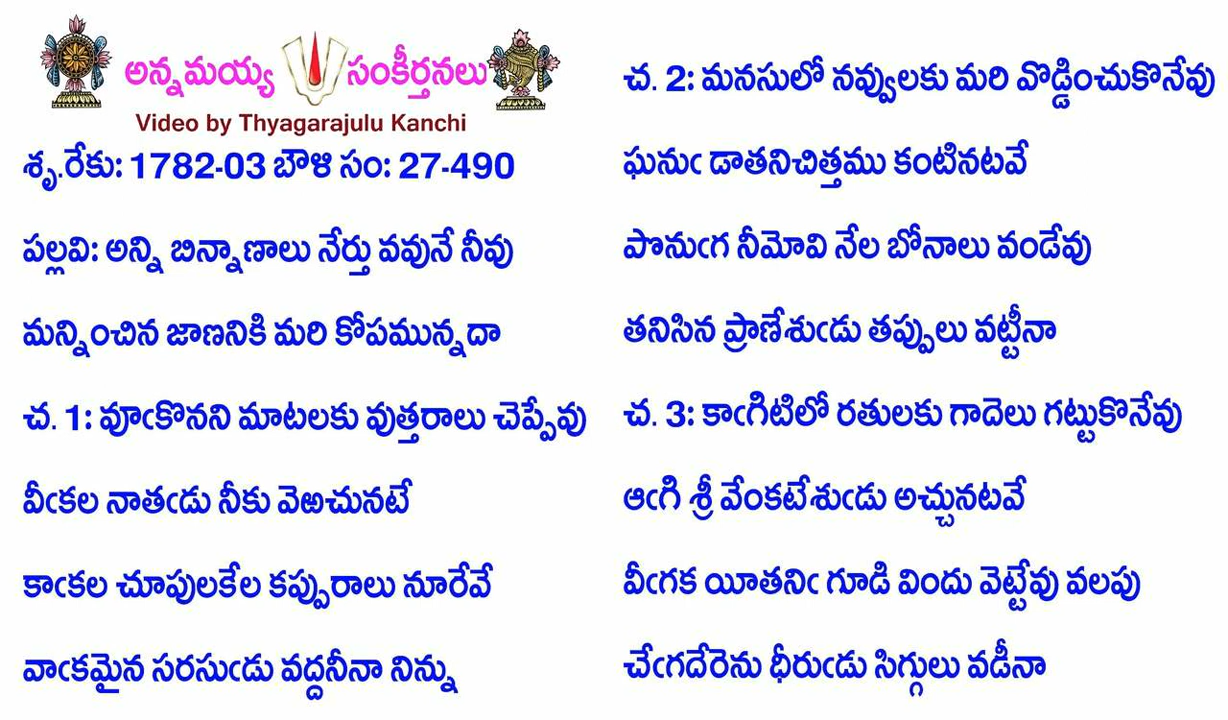 అన్నమయ్య సంకీర్తనలు
Video by Thyagarajulu Kanchi
శృ.రేకు: 1782-03 బౌళి సం: 27-490
పల్లవి: అన్ని బిన్నాణాలు నేర్తు వవునే నీవు
మన్నించిన జాణనికి మరి కోపమున్నదా
చ. 1: వూఁకొనని మాటలకు వుత్తరాలు చెప్పేవు
వీఁకల నాతఁడు నీకు వెఱచునటే
కాఁకల చూపులకేల కప్పురాలు నూరేవే
వాఁకమైన సరసుఁడు వద్దనీనా నిన్ను
చ. 2: మనసులో నవ్వులకు మరి వొడ్డించుకొనేవు
ఘనుఁ డాతనిచిత్తము కంటినటవే
పొనుఁగ నీమోవి నేల బోనాలు వండేవు
తనిసిన ప్రాణేశుఁడు తప్పులు వట్టీనా
చ. 3: కాఁగిటిలో రతులకు గాదెలు గట్టుకొనేవు
ఆఁగి శ్రీ వేంకటేశుఁడు అచ్చునటవే
వీఁగక యీతనిఁ గూడి విందు వెట్టేవు వలపు
చేఁగదేరెను ధీరుఁడు సిగ్గులు వడీనా